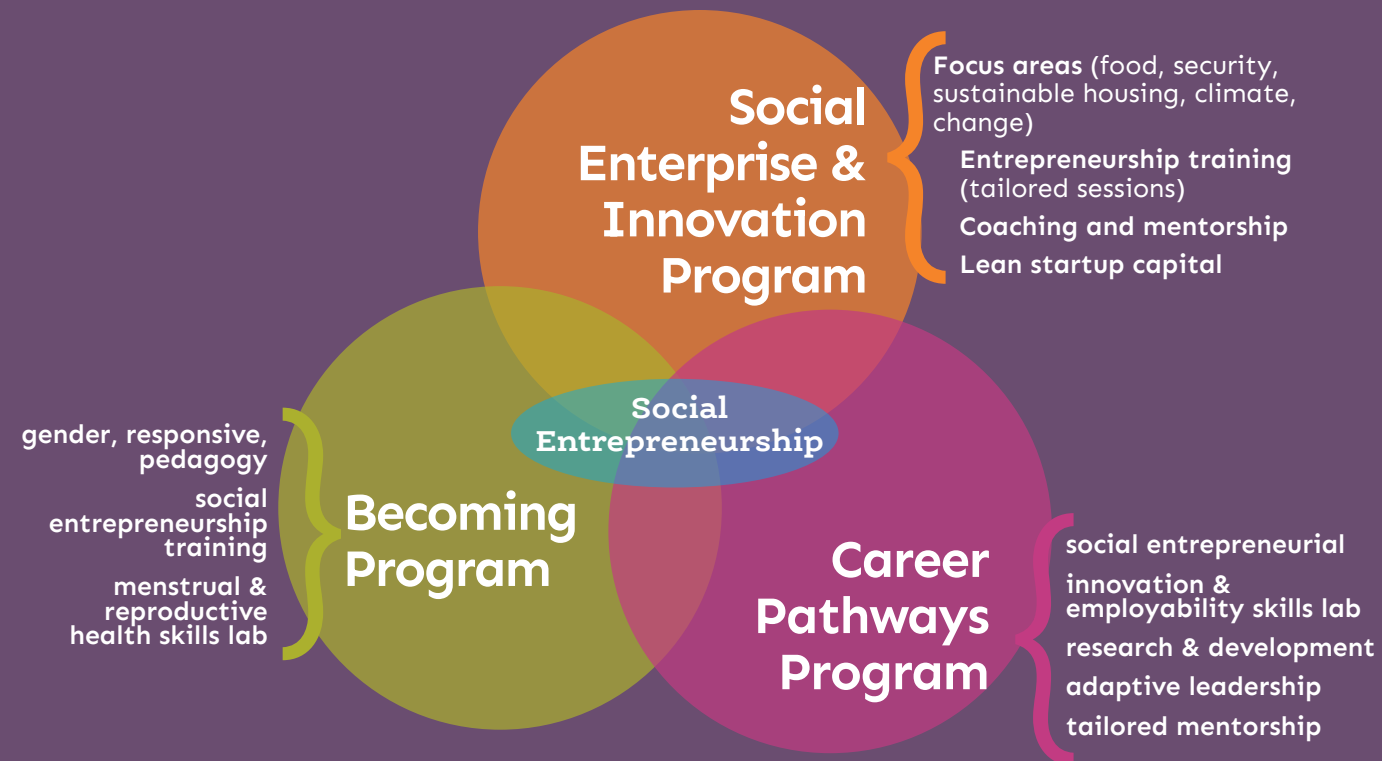 Social
Enterprise &
Innovation
Program
Focus areas (food, security,
sustainable housing, climate,
change)
Entrepreneurship training
(tailored sessions)
Coaching and mentorship
Lean startup capital
Social
Entrepreneurship
gender, responsive,
pedagogy
social
entrepreneurship
training
menstrual &
reproductive
health skills lab
Becoming
Program
Career
Pathways
Program
social entrepreneurial
innovation &
employability skills lab
research & development
adaptive leadership
tailored mentorship